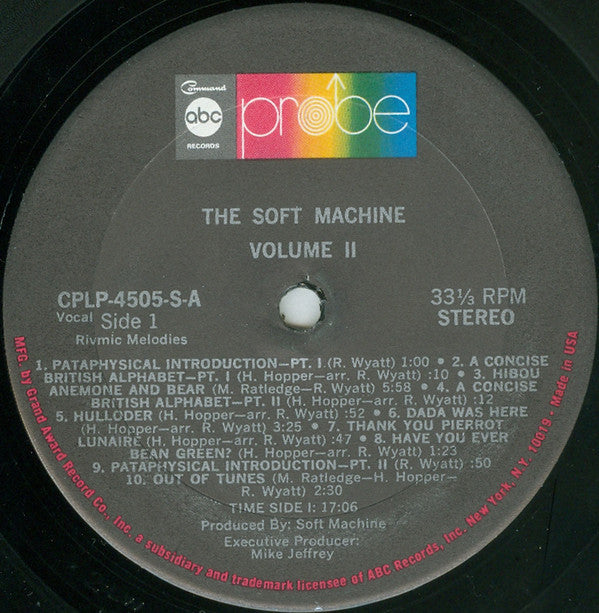 Command
abc
RECORDS
probe
THE SOFT MACHINE
VOLUME II
CPLP-4505-S-A
33⅓ RPM
Vocal
Side 1
STEREO
Rivmic Melodies
1. PATAPHYSICAL INTRODUCTION—PT. I (R. Wyatt) 1:00 • 2. A CONCISE
BRITISH ALPHABET—PT. I (H. Hopper—arr. R. Wyatt) :10 • 3. HIBOU
ANEMONE AND BEAR (M. Ratledge-R. Wyatt) 5:58 • 4. A CONCISE
BRITISH ALPHABET—PT. II (H. Hopper—arr. R. Wyatt) :12
5. HULLODER (H. Hopper—arr. R. Wyatt) :52 • 6. DADA WAS HERE
(H. Hopper—arr. R. Wyatt) 3:25 • 7. THANK YOU PIERROT
LUNAIRE (H. Hopper—arr. R. Wyatt) :47 • 8. HAVE YOU EVER
BEAN GREEN? (H. Hopper—arr. R. Wyatt) 1:23
9. PATAPHYSICAL INTRODUCTION—PT. II (R. Wyatt) :50
10. OUT OF TUNES (M. Ratledge-H. Hopper-
R. Wyatt) 2:30
TIME SIDE I: 17:06
Produced By: Soft Machine
Executive Producer:
Mike Jeffrey
MFG. by Grand Award Record Co., Inc. a subsidiary and trademark licensee of ABC Records, Inc. New York, N.Y. 10019 • Made in USA